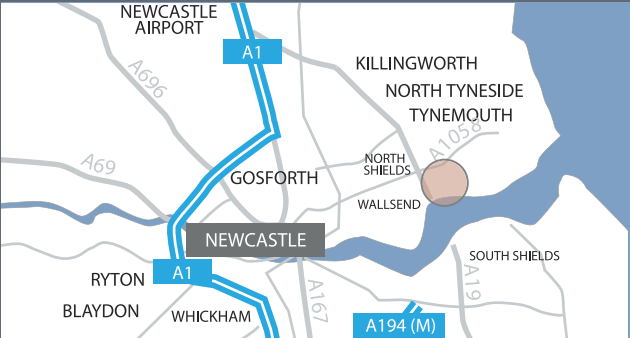 NEWCASTLE
AIRPORT
A1
KILLINGWORTH
A696
NORTH TYNESIDE
TYNEMOUTH
A1058
A69
NORTH
SHIELDS
GOSFORTH
WALLSEND
NEWCASTLE
SOUTH SHIELDS
A1
RYTON
A19
A167
BLAYDON
WHICKHAM
A194 (M)